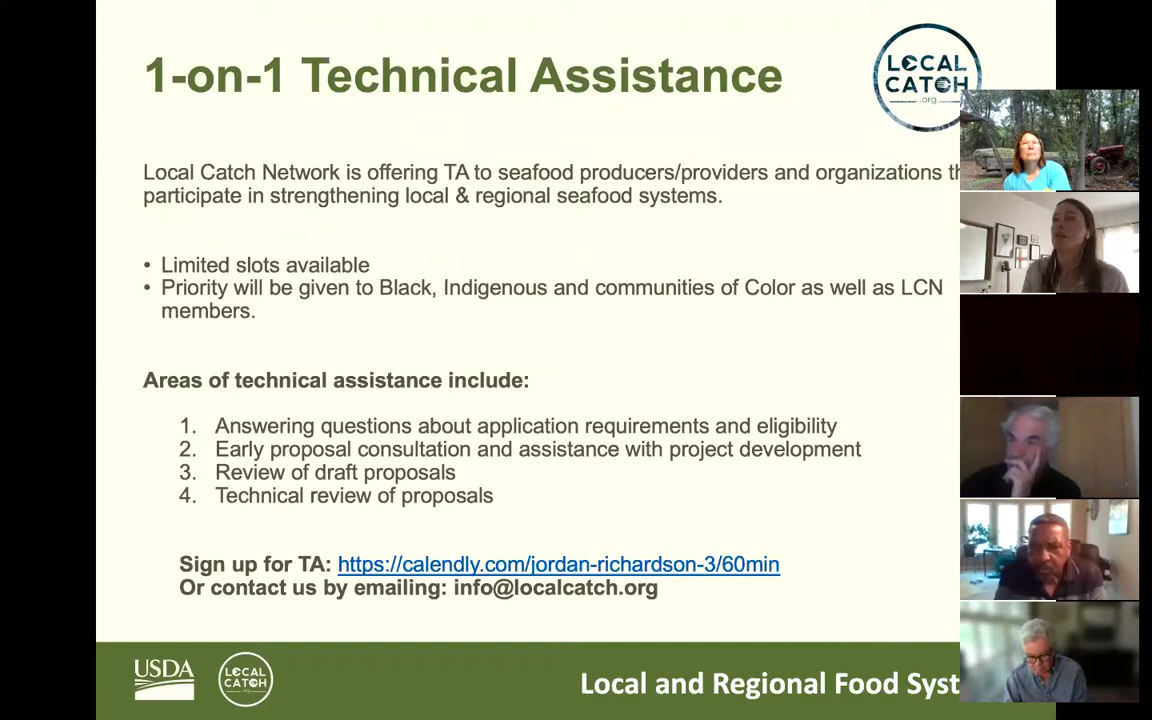 1-on-1 Technical Assistance
LOCAL
CATCH
.org
Local Catch Network is offering TA to seafood producers/providers and organizations th
participate in strengthening local & regional seafood systems.
• Limited slots available
• Priority will be given to Black, Indigenous and communities of Color as well as LCN
members.
Areas of technical assistance include:
1. Answering questions about application requirements and eligibility
2. Early proposal consultation and assistance with project development
3. Review of draft proposals
4. Technical review of proposals
Sign up for TA: https://calendly.com/jordan-richardson-3/60min
Or contact us by emailing: info@localcatch.org
USDA
LOCAL
CATCH
.org
Local and Regional Food Syst